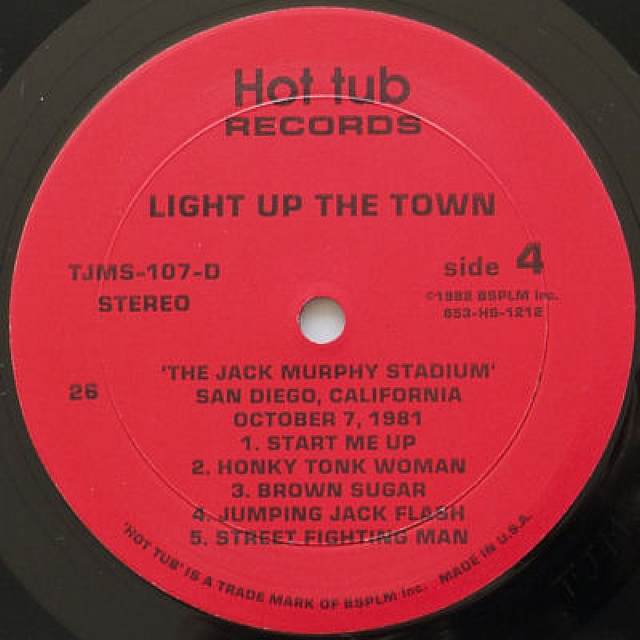 Hot tub
RECORDS
LIGHT UP THE TOWN
TJMS-107-D
side 4
STEREO
©1982 BSPLM Inc.
653-HS-1212
'THE JACK MURPHY STADIUM'
26
SAN DIEGO, CALIFORNIA
OCTOBER 7, 1981
1. START ME UP
2. HONKY TONK WOMAN
3. BROWN SUGAR
4. JUMPING JACK FLASH
5. STREET FIGHTING MAN
'HOT TUB' IS A TRADE MARK OF BSPLM Inc. MADE IN U.S.A.